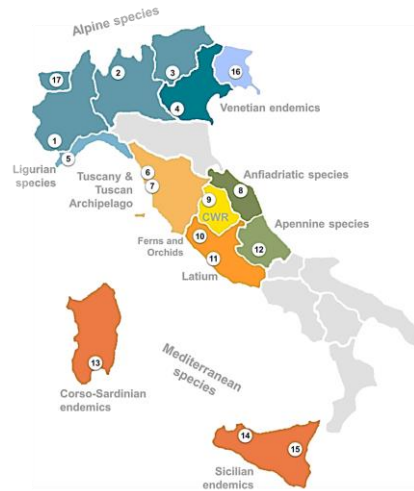 Alpine species
17
2
3
16
4
Venetian endemics
1
5
Ligurian
species
6
Tuscany &
Tuscan
Archipelago
7
Anfiadriatic species
8
9
CWR
Apennine species
Ferns and
Orchids
10
12
11
Latium
Mediterranean
species
13
Corso-Sardinian
endemics
14
15
Sicilian
endemics